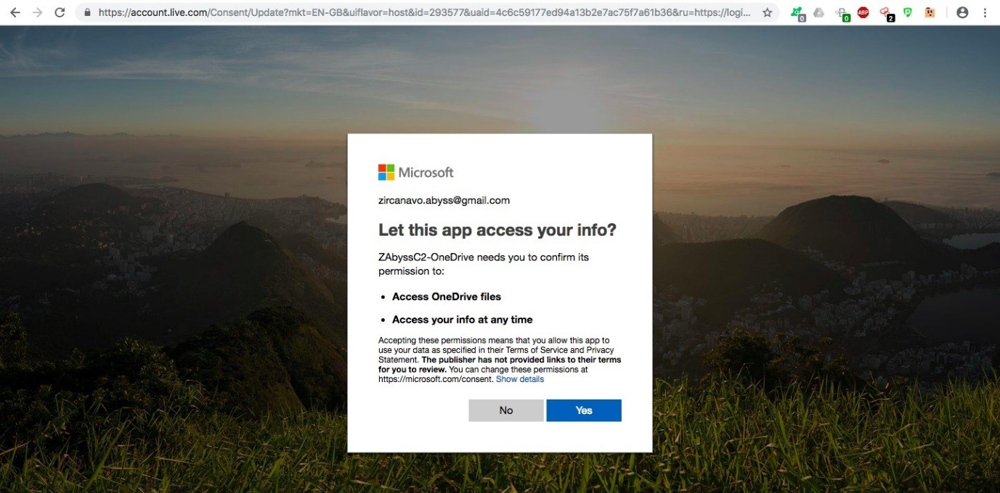 https://account.live.com/Consent/Update?mkt=EN-GB&uiflavor=host&id=293577&uaid=4c6c59177ed94a13b2e7ac75f7a61b36&ru=https://logi...
0
0
ABP
2
Microsoft
zircanavo.abyss@gmail.com
Let this app access your info?
ZAbyssC2-OneDrive needs you to confirm its
permission to:
• Access OneDrive files
• Access your info at any time
Accepting these permissions means that you allow this app to
use your data as specified in their Terms of Service and Privacy
Statement. The publisher has not provided links to their terms
for you to review. You can change these permissions at
https://microsoft.com/consent. Show details
No Yes